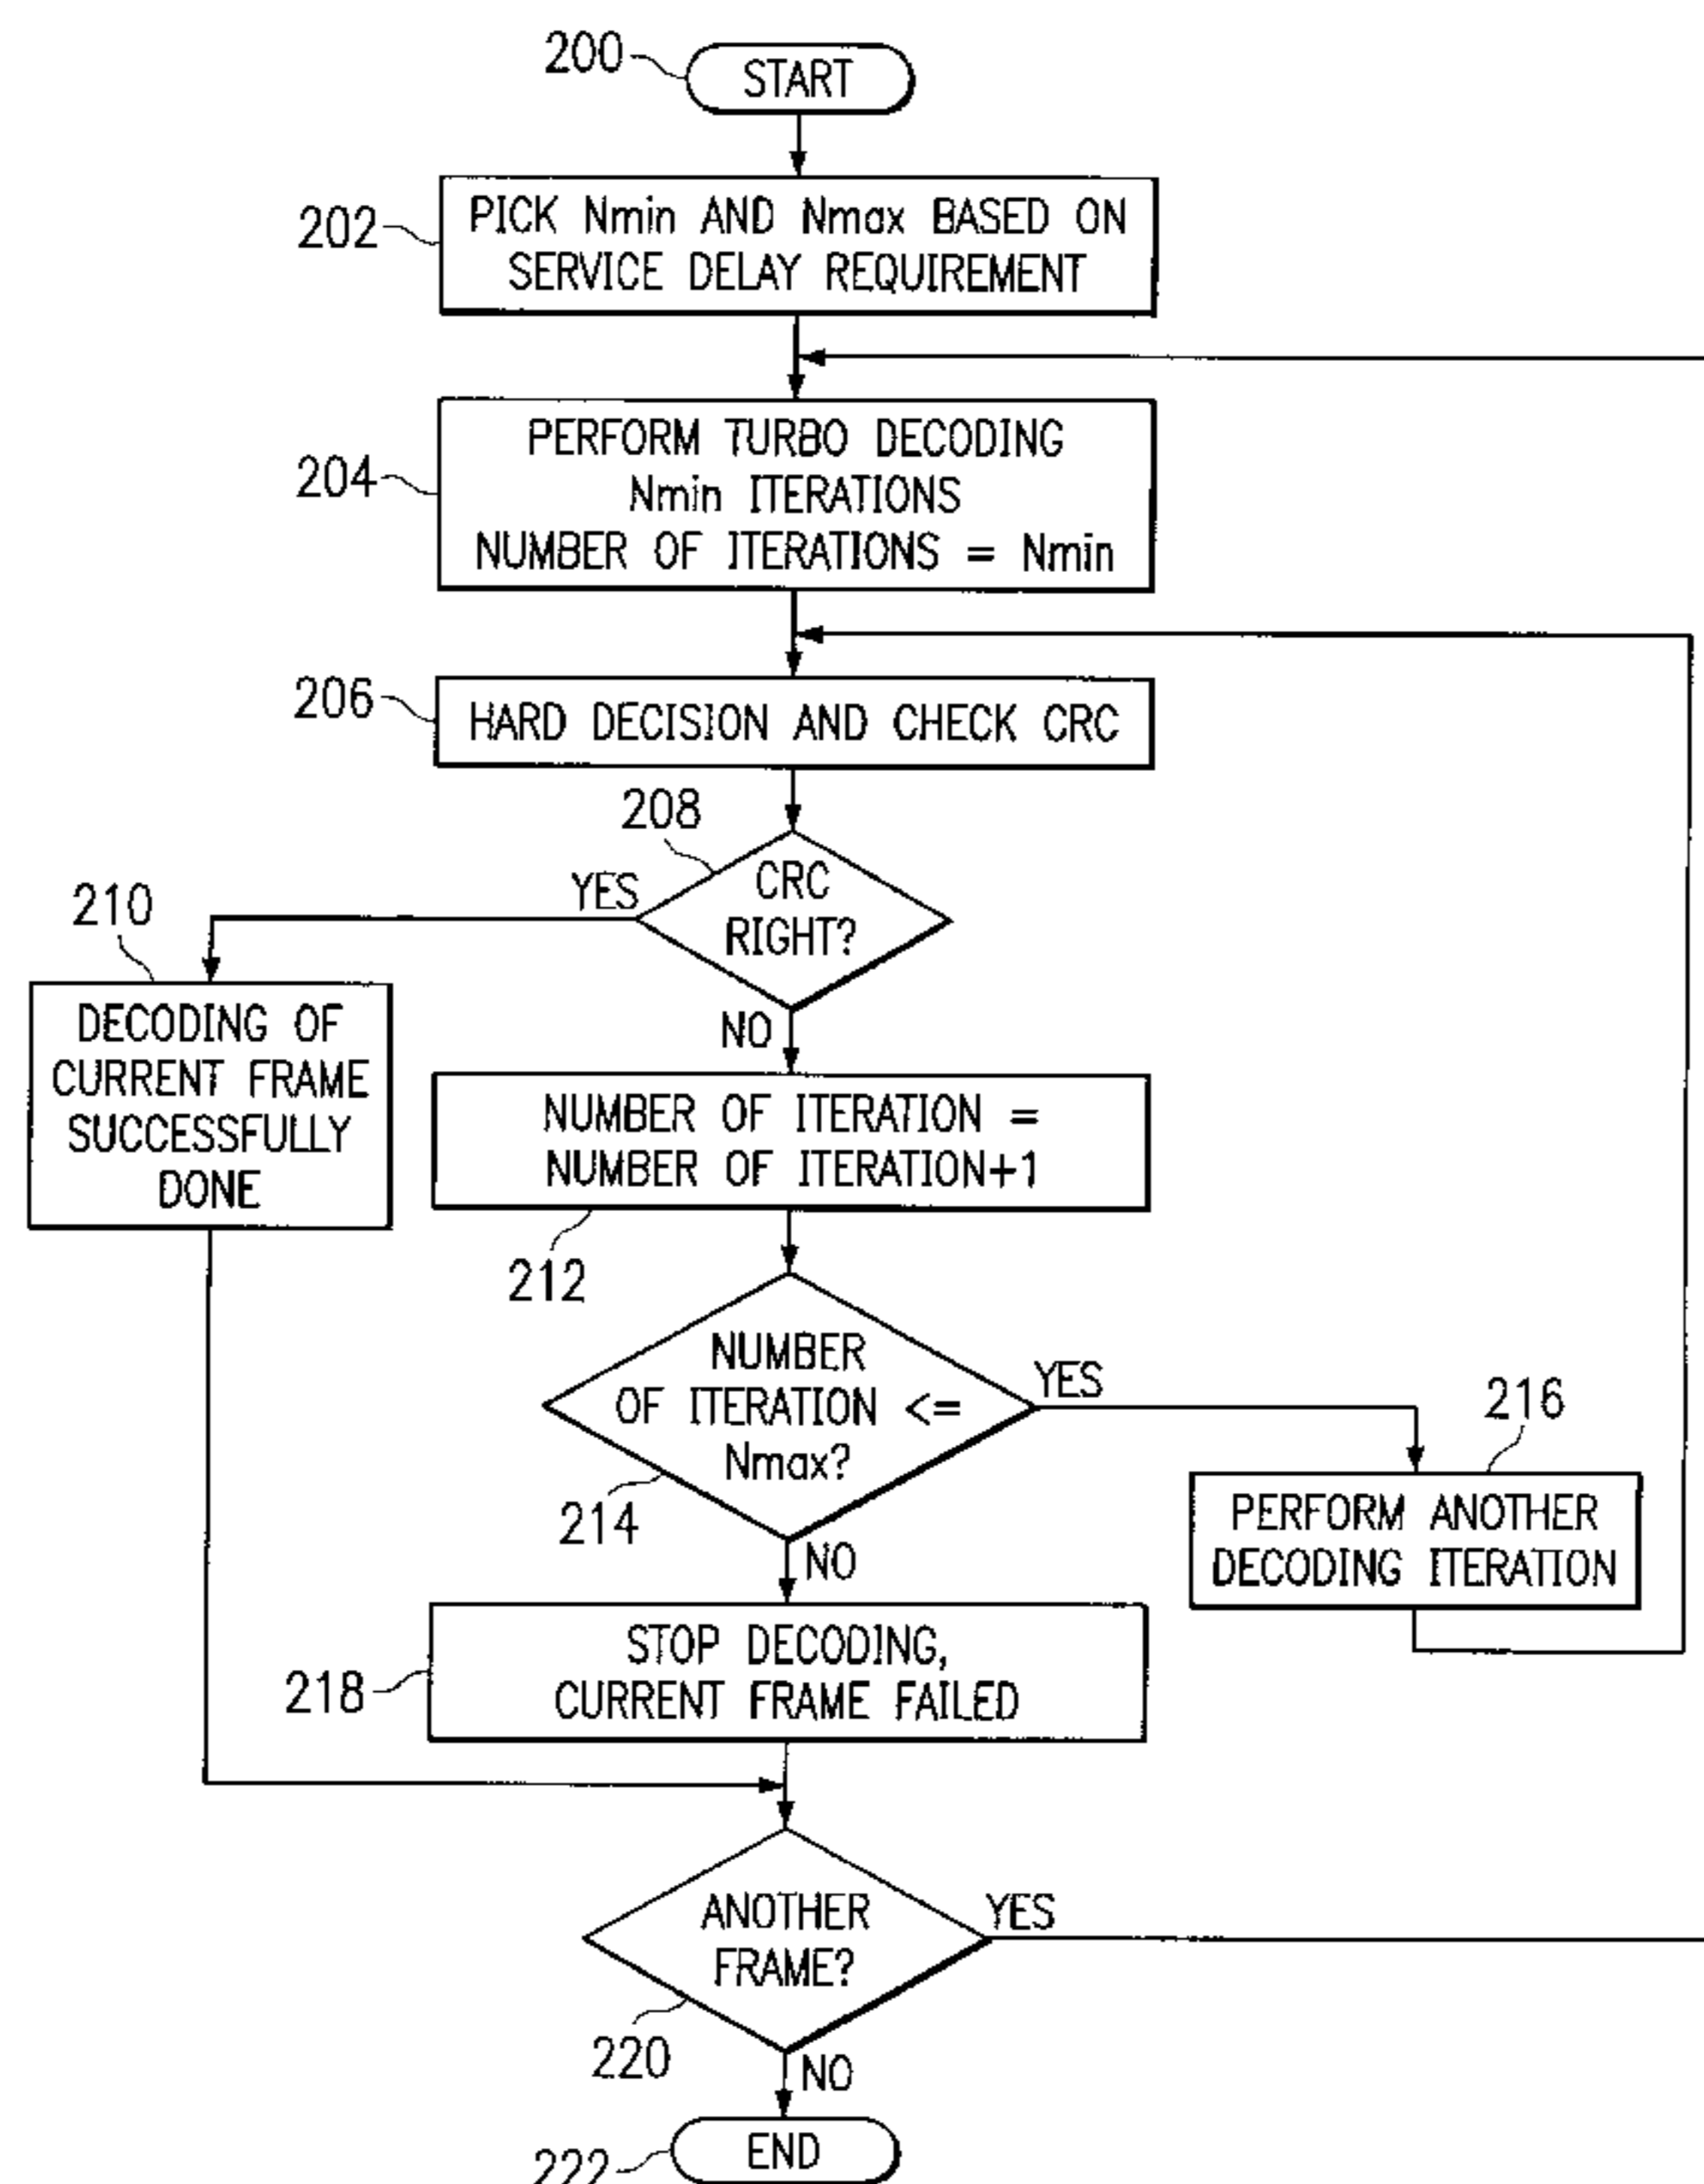 200
START
202
PICK Nmin AND Nmax BASED ON
SERVICE DELAY REQUIREMENT
204
PERFORM TURBO DECODING
Nmin ITERATIONS
NUMBER OF ITERATIONS = Nmin
206
HARD DECISION AND CHECK CRC
208
CRC
RIGHT?
YES
NO
210
DECODING OF
CURRENT FRAME
SUCCESSFULLY
DONE
NUMBER OF ITERATION =
NUMBER OF ITERATION+1
212
NUMBER
OF ITERATION <=
Nmax?
YES
214
NO
216
PERFORM ANOTHER
DECODING ITERATION
218
STOP DECODING,
CURRENT FRAME FAILED
ANOTHER
FRAME?
YES
220
NO
END
222